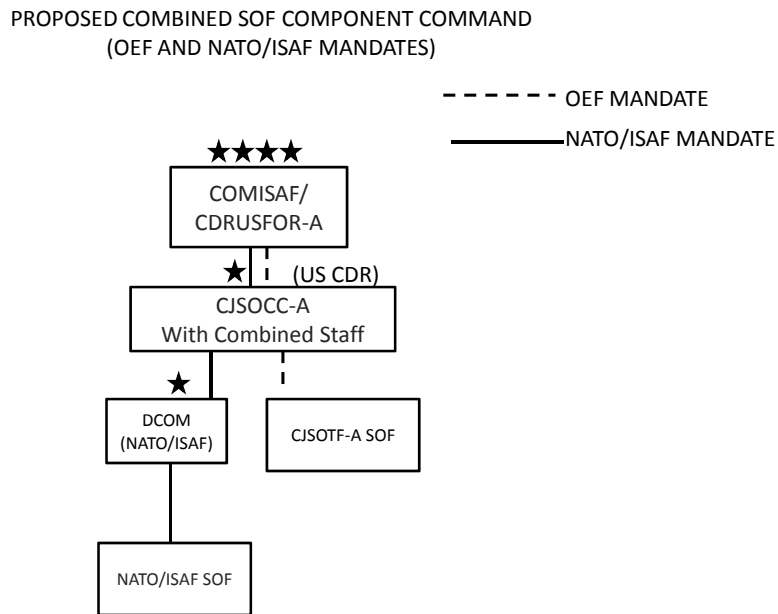 PROPOSED COMBINED SOF COMPONENT COMMAND
(OEF AND NATO/ISAF MANDATES)
OEF MANDATE
NATO/ISAF MANDATE
COMISAF/
CDRUSFOR-A
(US CDR)
CJSOCC-A
With Combined Staff
DCOM
(NATO/ISAF)
CJSOTF-A SOF
NATO/ISAF SOF